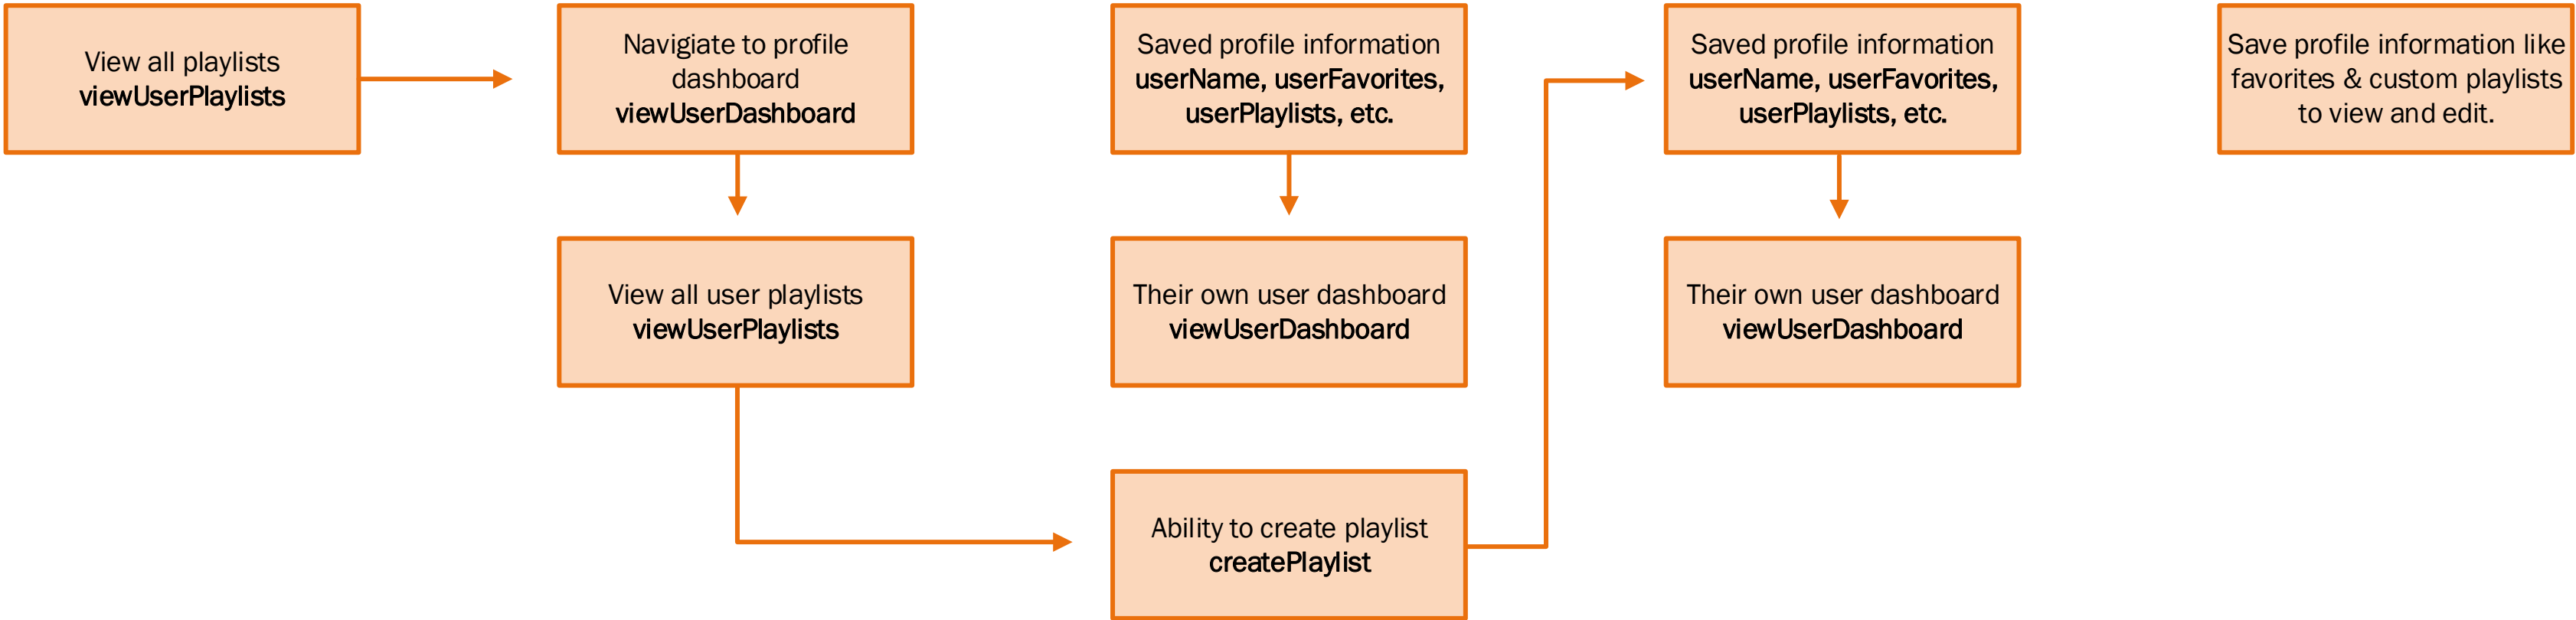 View all playlists
viewUserPlaylists
Navigiate to profile
dashboard
viewUserDashboard
Saved profile information
userName, userFavorites,
userPlaylists, etc.
Saved profile information
userName, userFavorites,
userPlaylists, etc.
Save profile information like
favorites & custom playlists
to view and edit.
View all user playlists
viewUserPlaylists
Their own user dashboard
viewUserDashboard
Their own user dashboard
viewUserDashboard
Ability to create playlist
createPlaylist